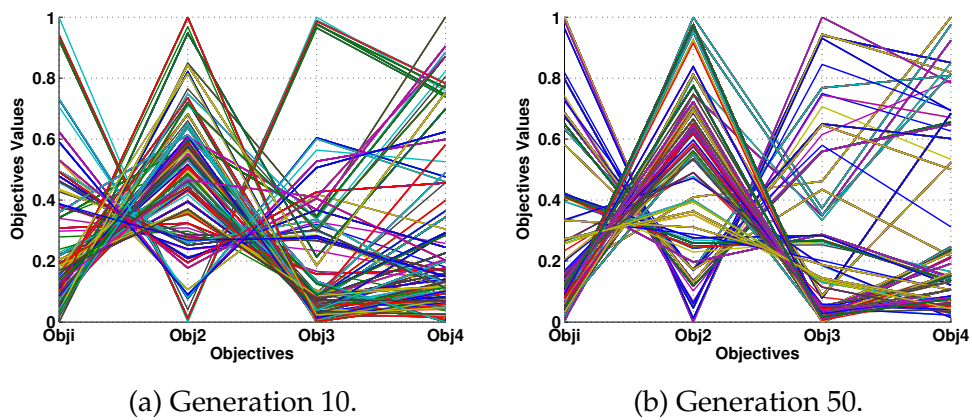 1
0.8
0.6
0.4
0.2
0
Objectives Values
Obji Obj2 Obj3 Obj4
Objectives
(a) Generation 10.
1
0.8
0.6
0.4
0.2
0
Objectives Values
Obji Obj2 Obj3 Obj4
Objectives
(b) Generation 50.